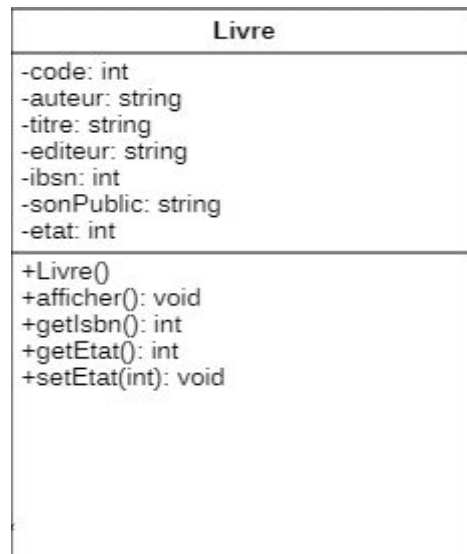 Livre
-code: int
-auteur: string
-titre: string
-editeur: string
-ibsn: int
-sonPublic: string
-etat: int
+Livre()
+afficher(): void
+getIsbn(): int
+getEtat(): int
+setEtat(int): void